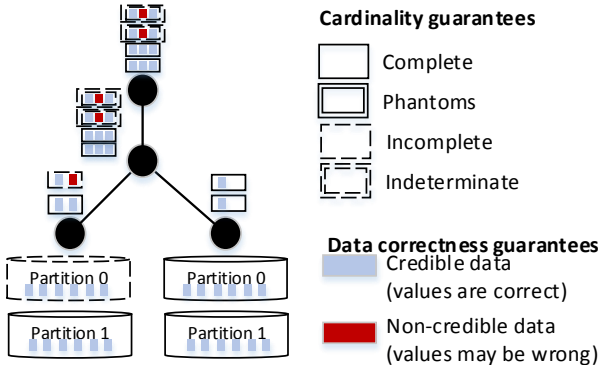 Cardinality guarantees
Complete
Phantoms
Incomplete
Indeterminate
Partition 0
Partition 0
Partition 1
Partition 1
Data correctness guarantees
Credible data
(values are correct)
Non-credible data
(values may be wrong)